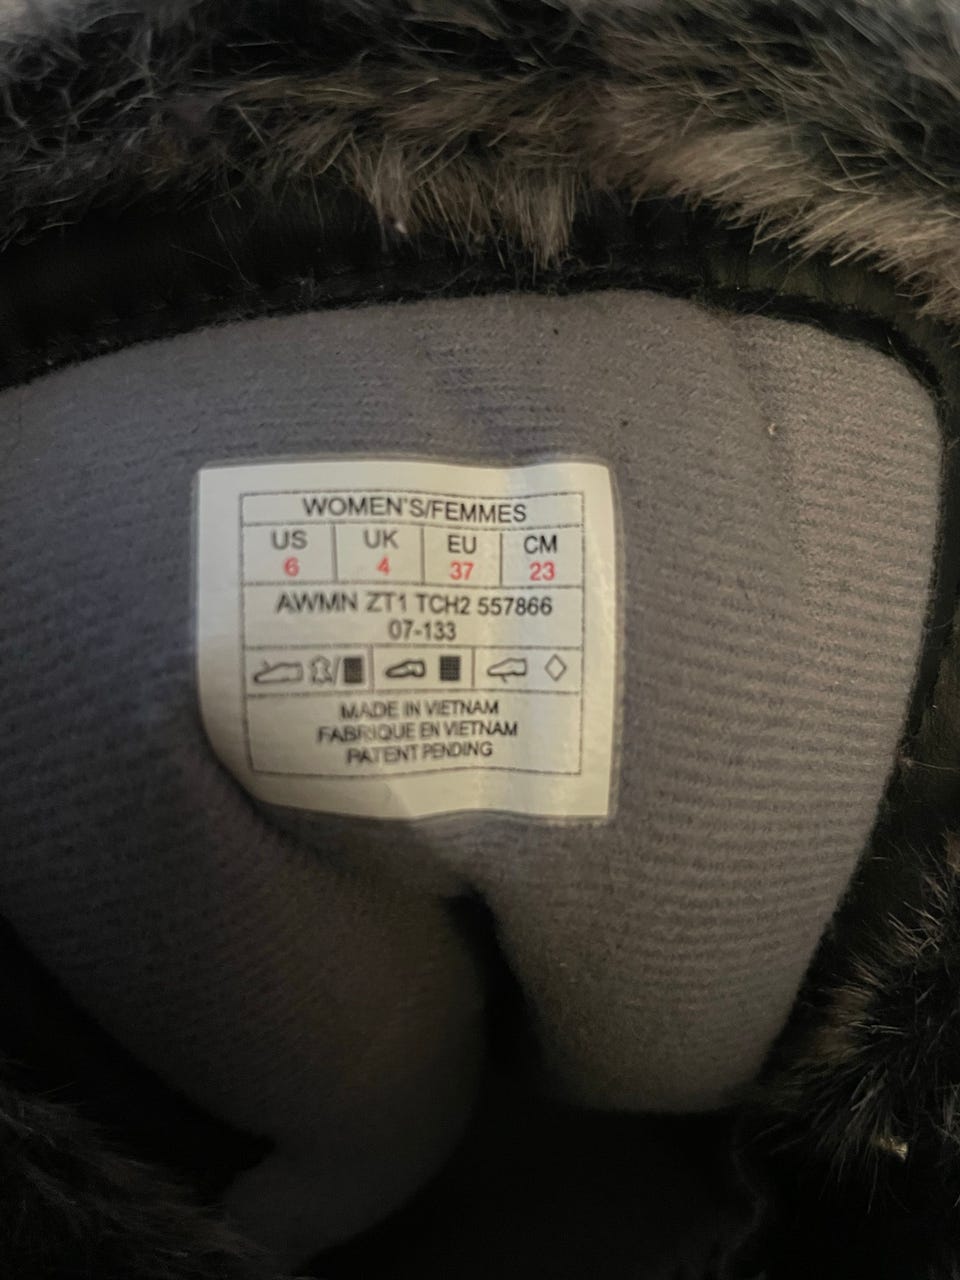 WOMEN'S/FEMMES
US UK EU CM
6 4 37 23
AWMN ZT1 TCH2 557866
07-133
MADE IN VIETNAM
FABRIQUE EN VIETNAM
PATENT PENDING